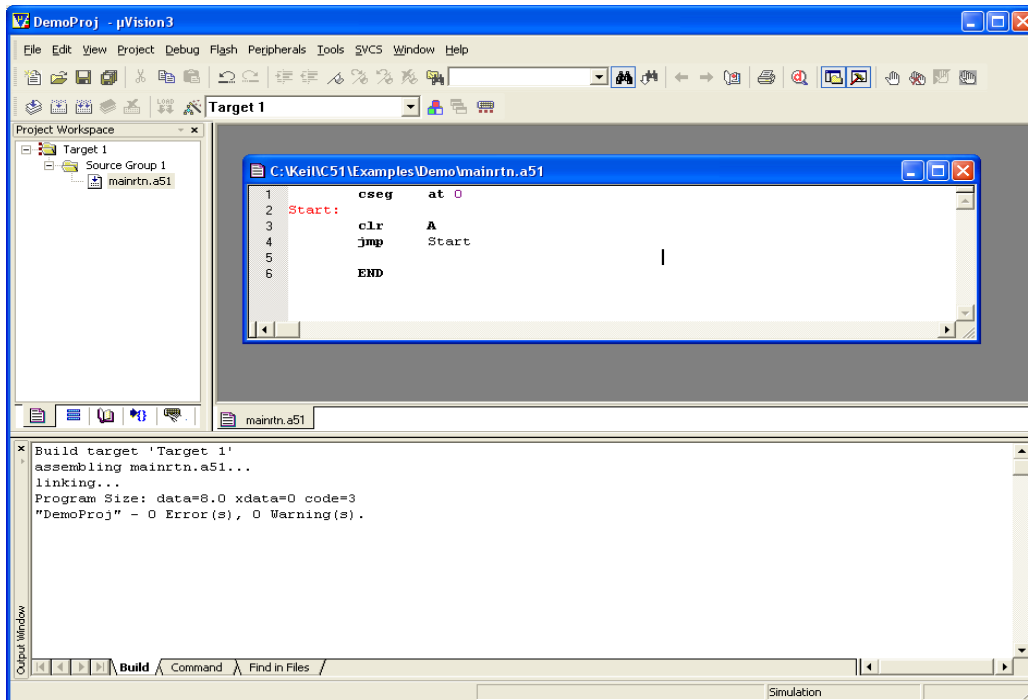 DemoProj - µVision3
File Edit View Project Debug Flash Peripherals Tools SVCS Window Help
LOAD
Target 1
Project Workspace
Target 1
Source Group 1
mainrtn.a51
C:\Keil\C51\Examples\Demo\mainrtn.a51
1 cseg at 0
2 Start:
3 clr A
4 jmp Start
5
6 END
mainrtn.a51
Build target 'Target 1'
assembling mainrtn.a51...
linking...
Program Size: data=8.0 xdata=0 code=3
"DemoProj" - 0 Error(s), 0 Warning(s).
Output Window
Build Command Find in Files
Simulation